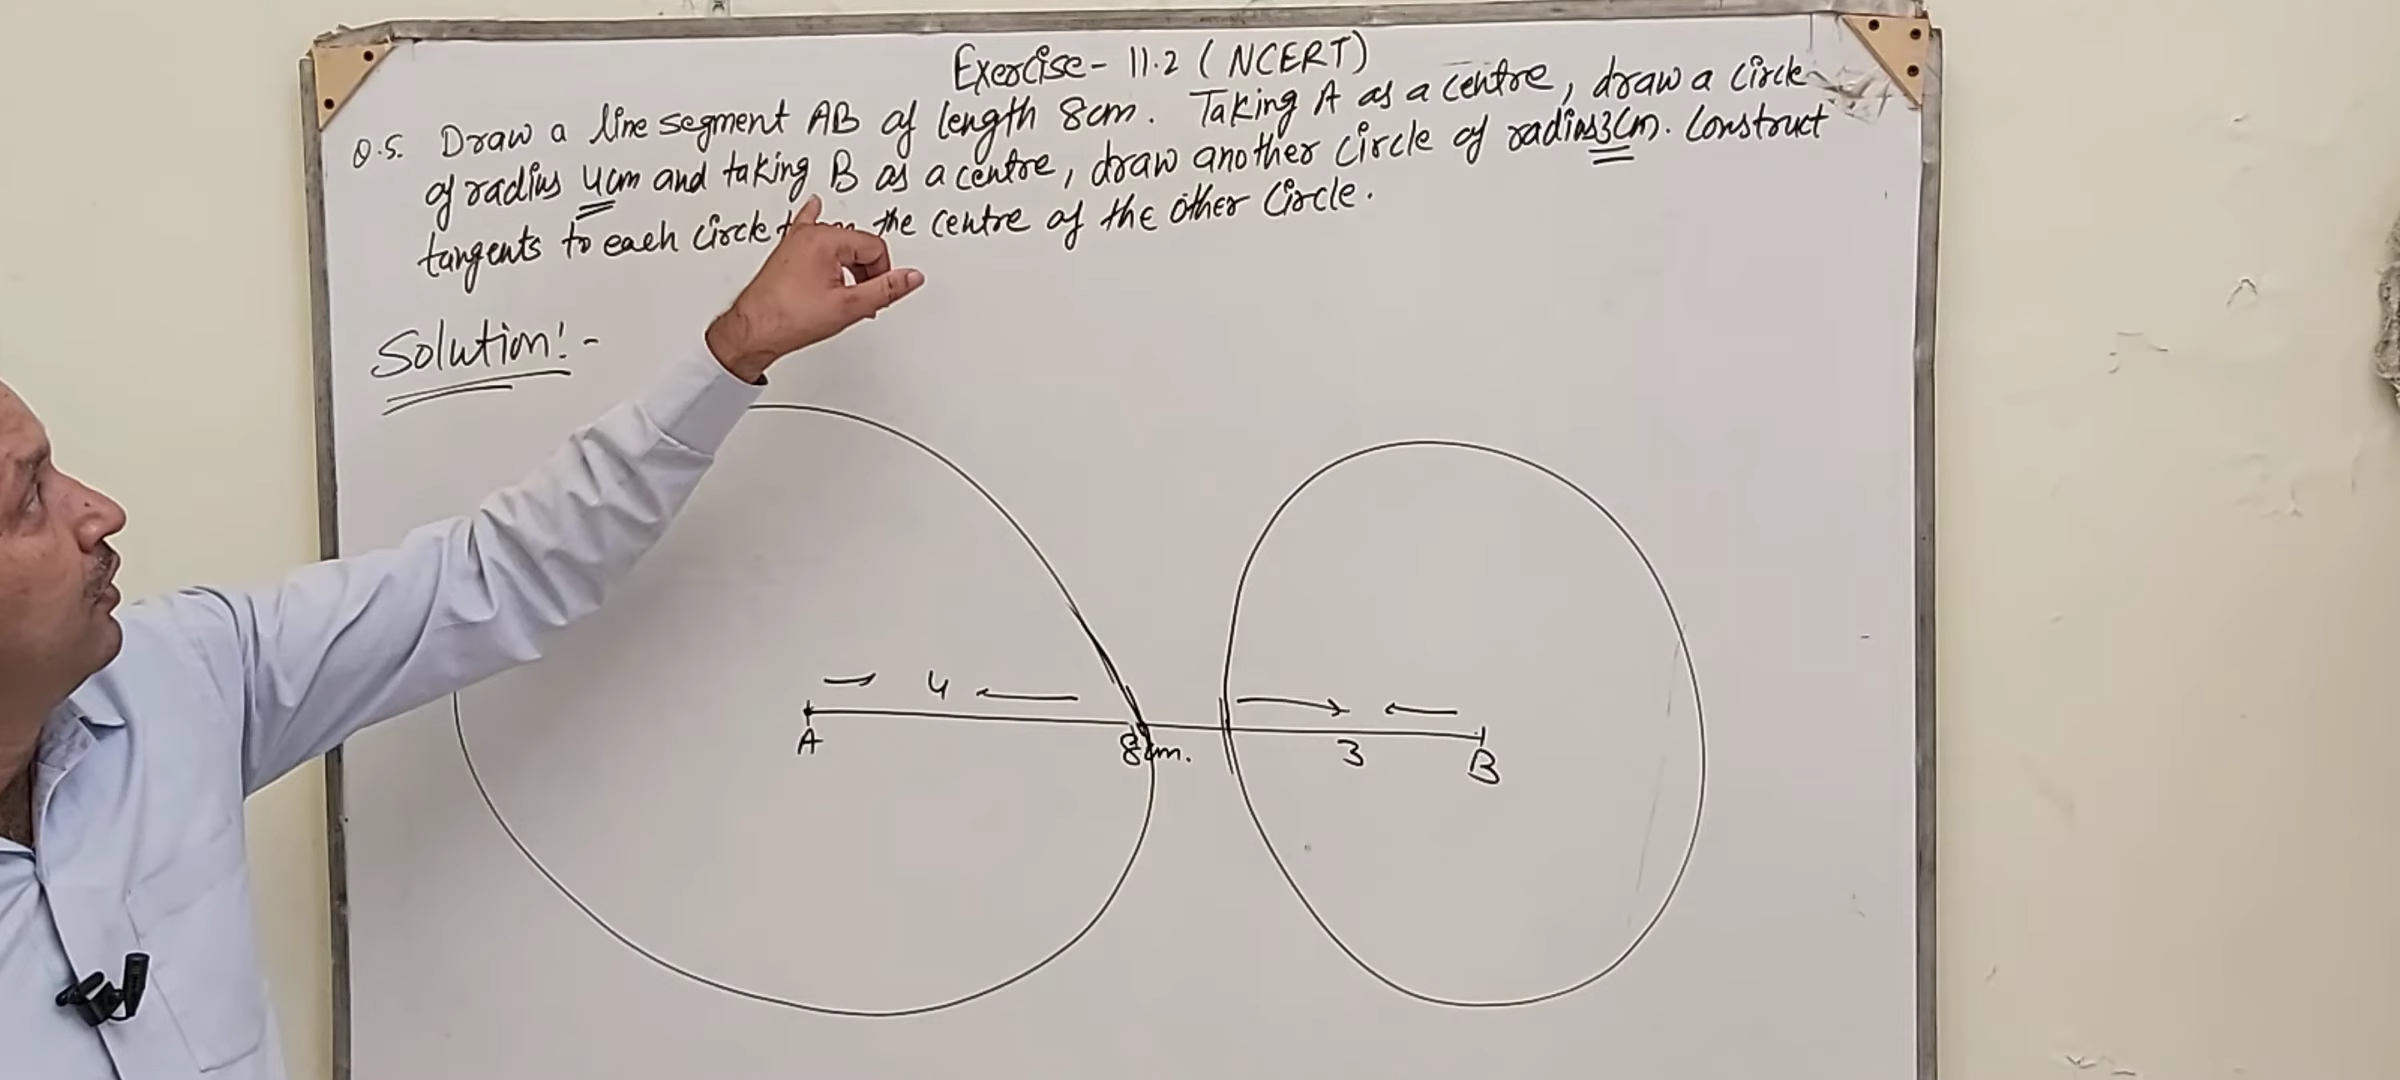 Exercise - 11.2 (NCERT)
Q.5. Draw a line segment AB of length 8cm. Taking A as a centre, draw a circle
of radius 4cm and taking B as a centre, draw another circle of radius 3cm. Construct
tangents to each circle the centre of the other circle.
Solution:-
4
A
8cm.
3
B